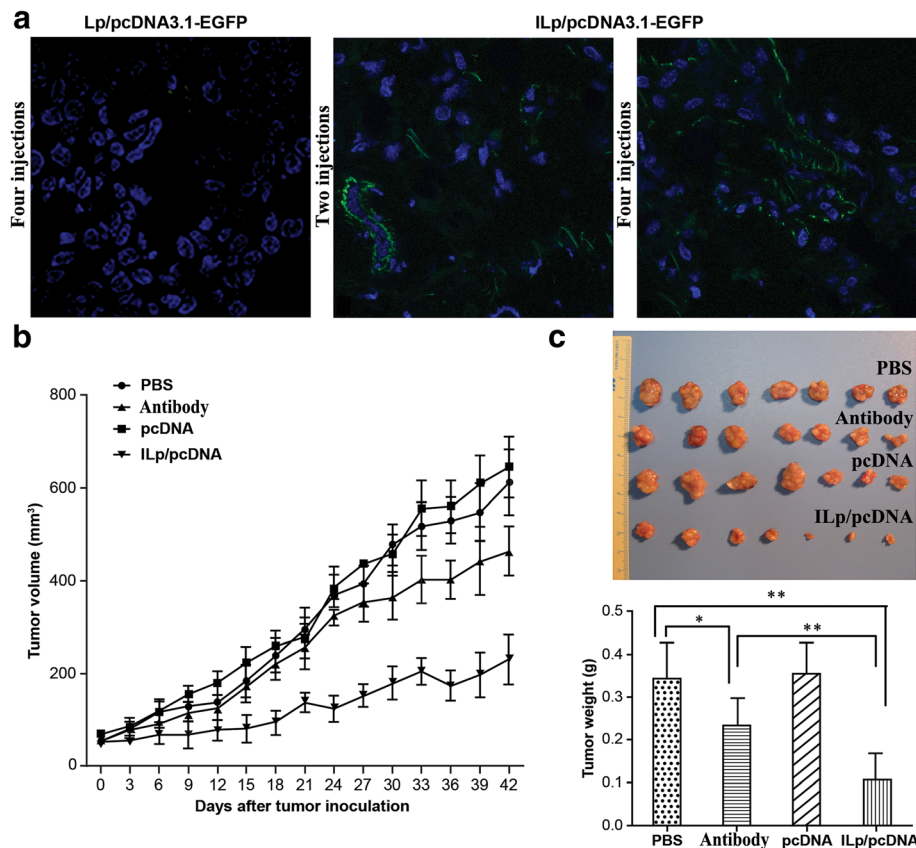 a
Lp/pcDNA3.1-EGFP
ILp/pcDNA3.1-EGFP
Four injections
Two injections
Four injections
b
800
600
400
200
0
Tumor volume (mm³)
PBS
Antibody
pcDNA
ILp/pcDNA
0 3 6 9 12 15 18 21 24 27 30 33 36 39 42
Days after tumor inoculation
c
PBS
Antibody
pcDNA
ILp/pcDNA
0.5
0.4
0.3
0.2
0.1
0.0
Tumor weight (g)
**
*
**
PBS Antibody pcDNA ILp/pcDNA